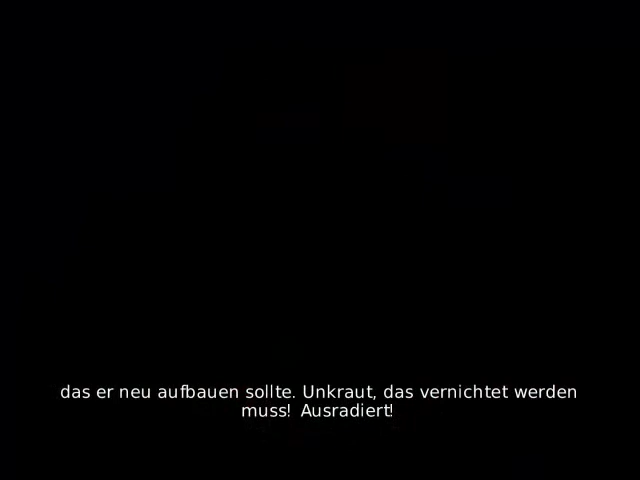 das er neu aufbauen sollte. Unkraut, das vernichtet werden
muss! Ausradiert!